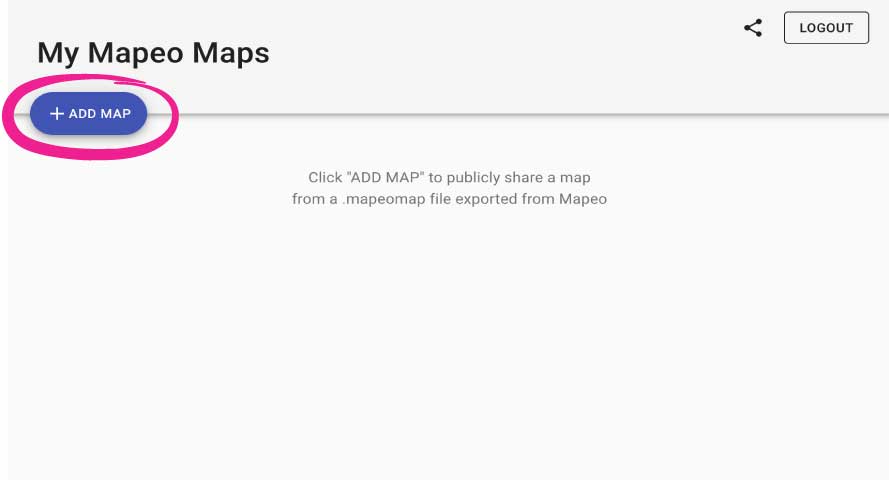 LOGOUT
My Mapeo Maps
+ ADD MAP
Click "ADD MAP" to publicly share a map
from a .mapeomap file exported from Mapeo